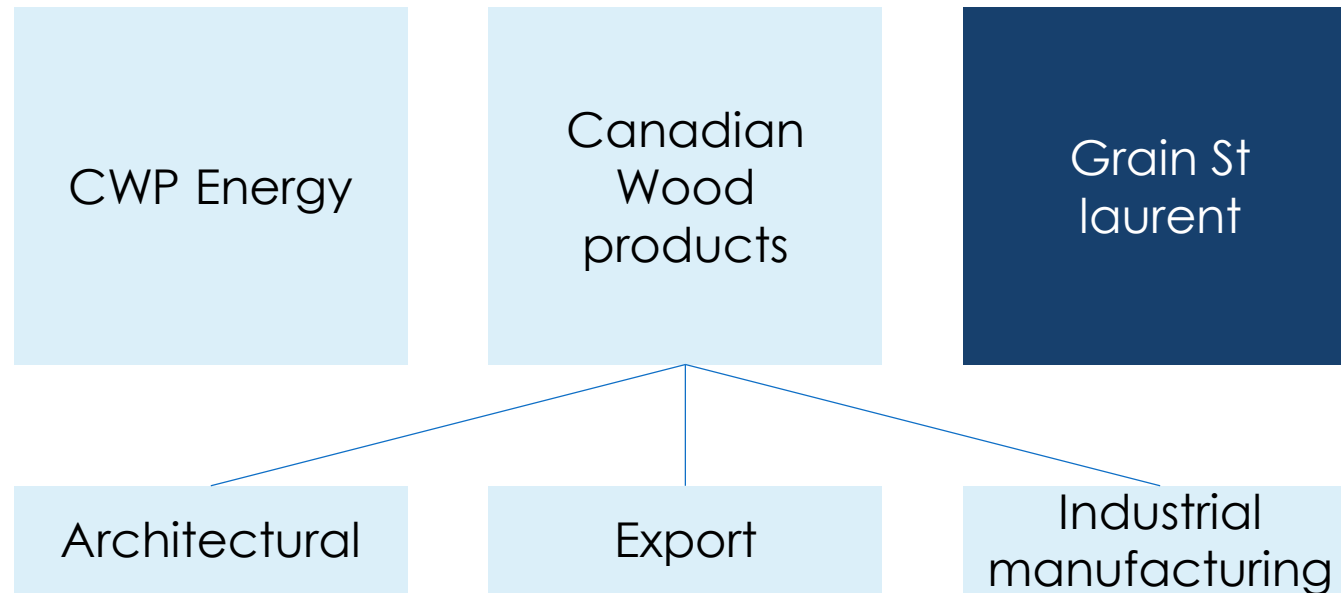 CWP Energy
Canadian
Wood
products
Grain St
laurent
Architectural
Export
Industrial
manufacturing